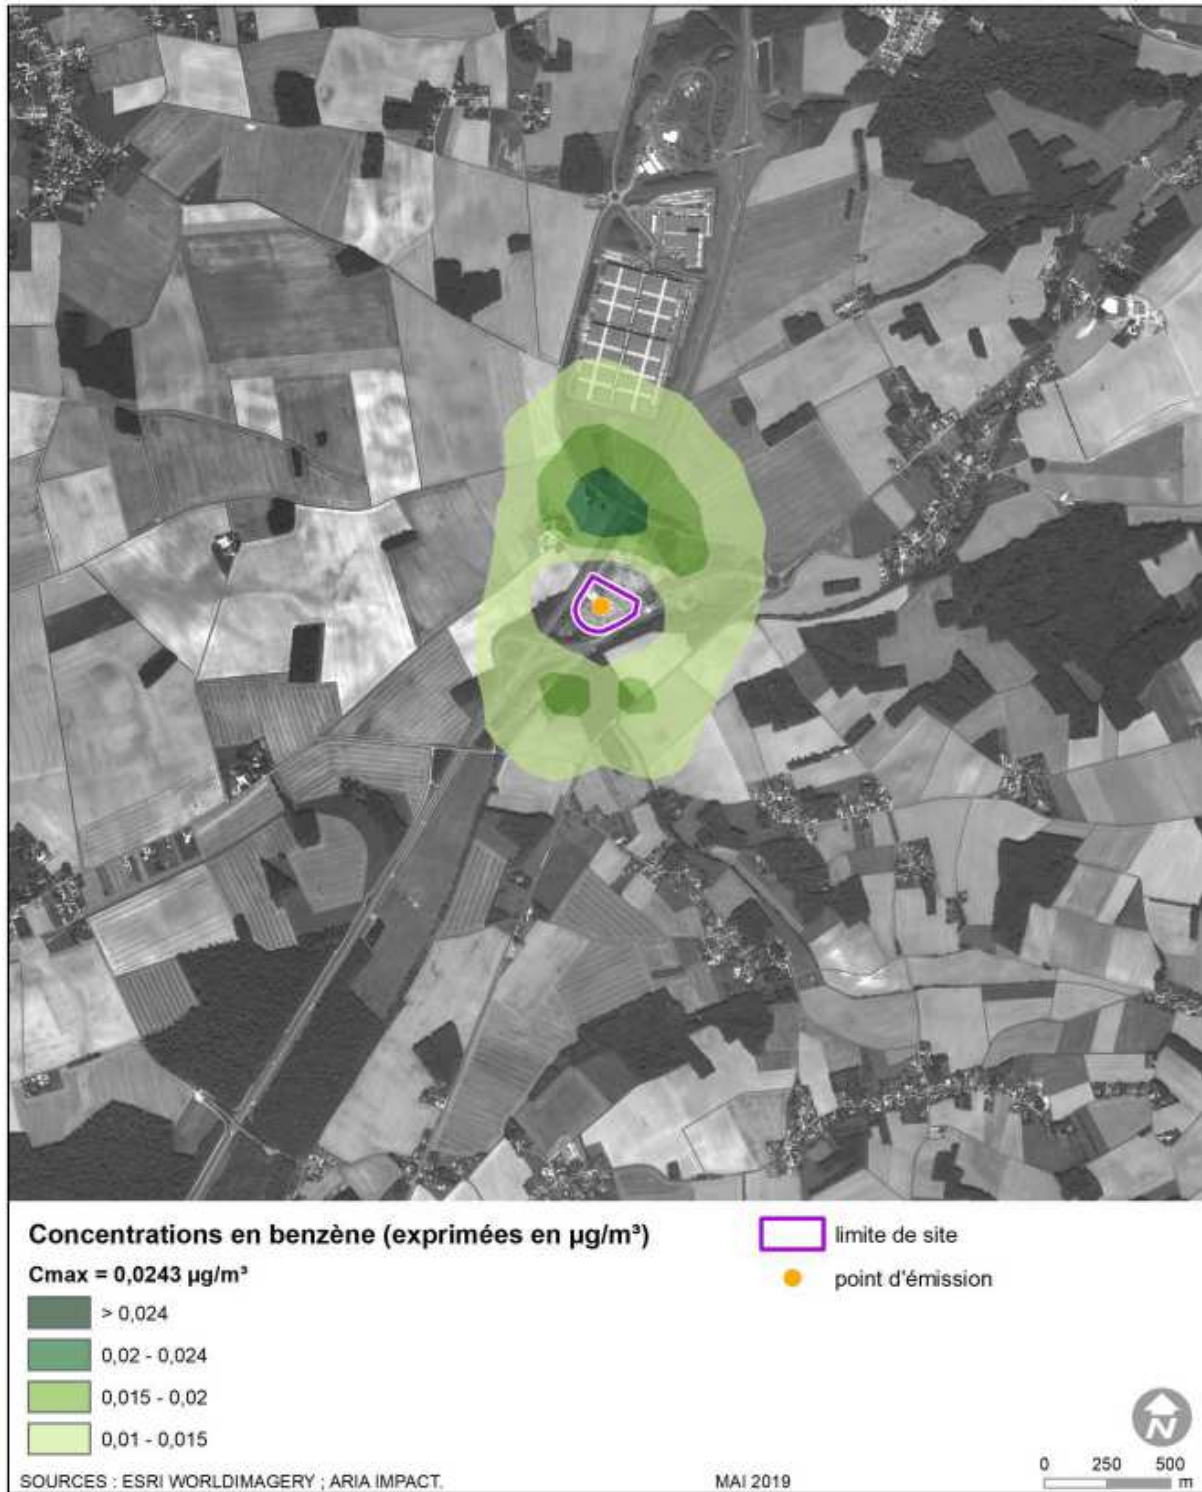 Concentrations en benzène (exprimées en µg/m³)
Cmax = 0,0243 µg/m³
> 0,024
0,02 - 0,024
0,015 - 0,02
0,01 - 0,015
limite de site
point d'émission
N
0 250 500
m
SOURCES : ESRI WORLDIMAGERY ; ARIA IMPACT.
MAI 2019